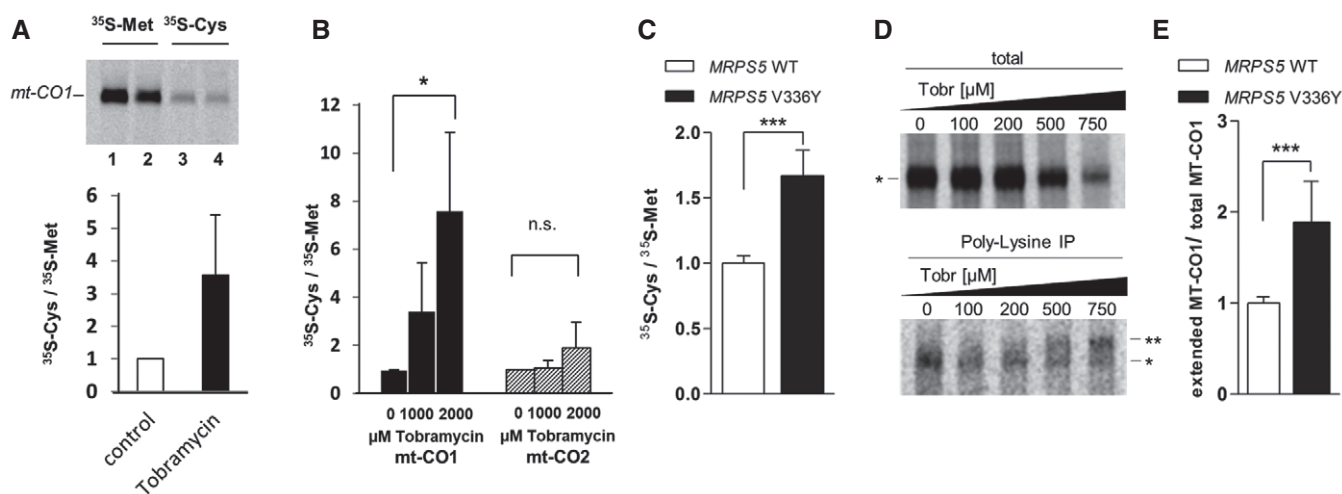 A
³⁵S-Met ³⁵S-Cys
mt-CO1
1 2 3 4
³⁵S-Cys / ³⁵S-Met
6
5
4
3
2
1
0
control
Tobramycin
B
³⁵S-Cys / ³⁵S-Met
12
10
8
6
4
2
0
*
n.s.
0 1000 2000 0 1000 2000
µM Tobramycin µM Tobramycin
mt-CO1 mt-CO2
C
MRPS5 WT
MRPS5 V336Y
³⁵S-Cys / ³⁵S-Met
2.0
1.5
1.0
0.5
0.0
***
D
total
Tobr [µM]
0 100 200 500 750
*
Poly-Lysine IP
Tobr [µM]
0 100 200 500 750
**
*
E
MRPS5 WT
MRPS5 V336Y
extended MT-CO1/ total MT-CO1
3
2
1
0
***